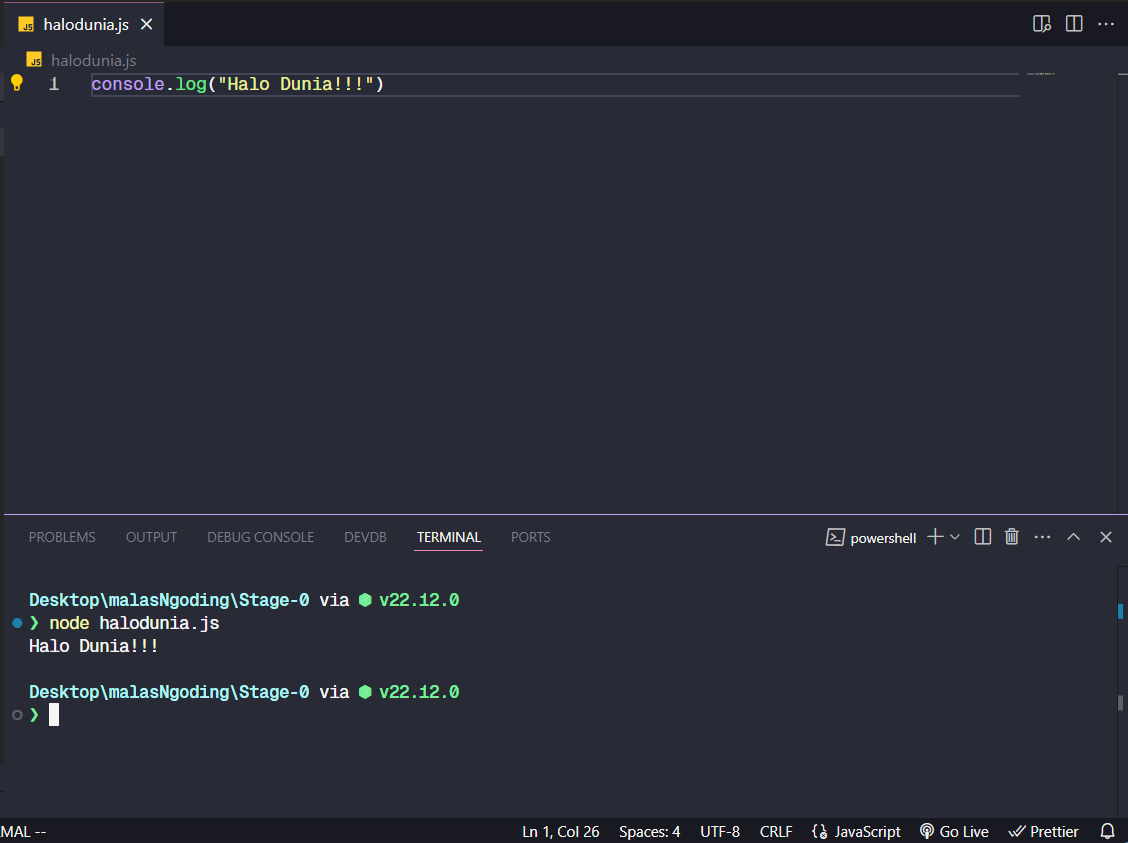 JS halodunia.js
JS halodunia.js
1 console.log("Halo Dunia!!!")
PROBLEMS OUTPUT DEBUG CONSOLE DEVDB TERMINAL PORTS powershell
Desktop\malasNgoding\Stage-0 via v22.12.0
❯ node halodunia.js
Halo Dunia!!!
Desktop\malasNgoding\Stage-0 via v22.12.0
❯
MAL -- Ln 1, Col 26 Spaces: 4 UTF-8 CRLF JavaScript Go Live Prettier